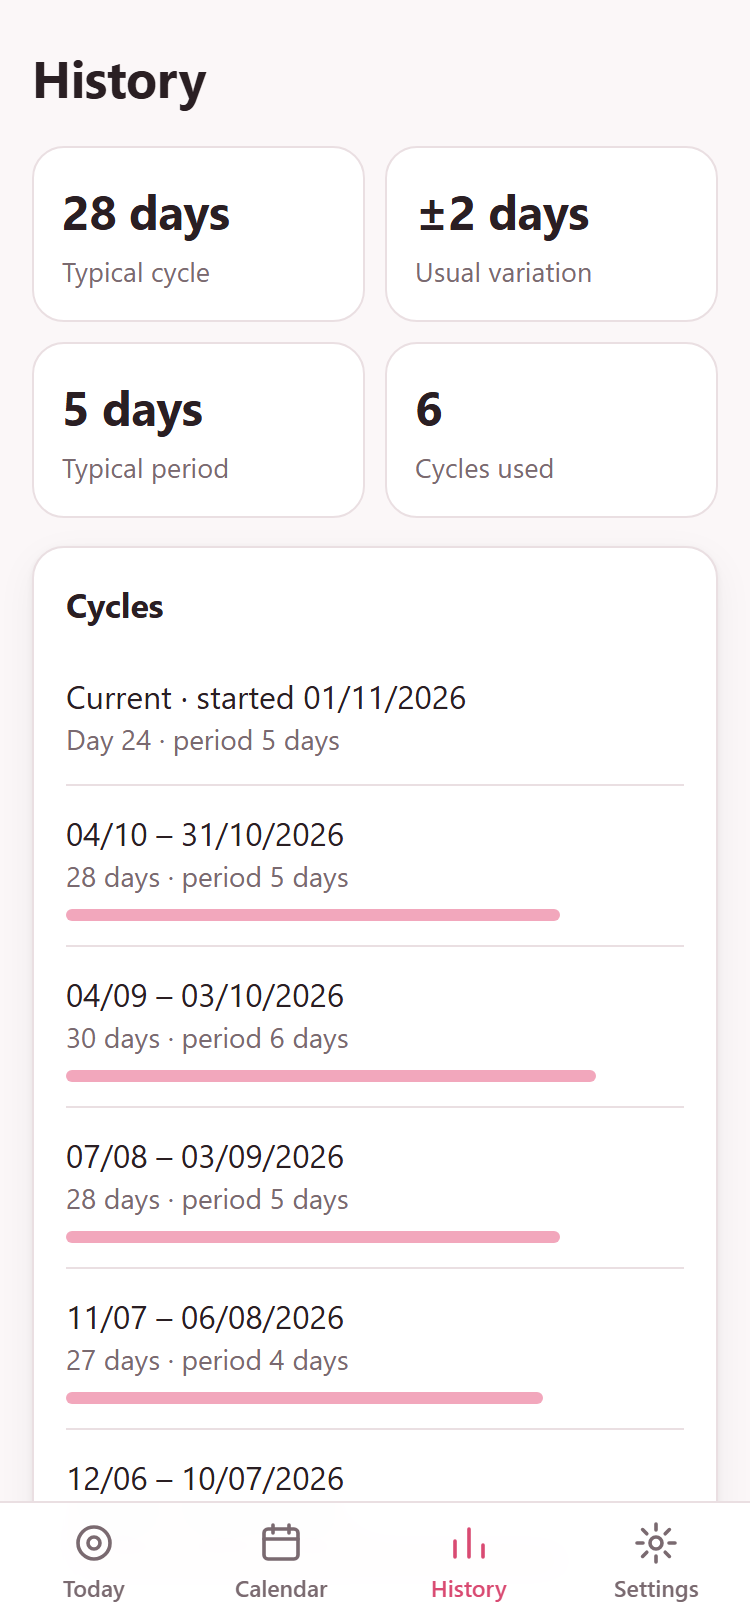 History
28 days
Typical cycle
±2 days
Usual variation
5 days
Typical period
6
Cycles used
Cycles
Current · started 01/11/2026
Day 24 · period 5 days
04/10 – 31/10/2026
28 days · period 5 days
04/09 – 03/10/2026
30 days · period 6 days
07/08 – 03/09/2026
28 days · period 5 days
11/07 – 06/08/2026
27 days · period 4 days
12/06 – 10/07/2026
Today
Calendar
History
Settings